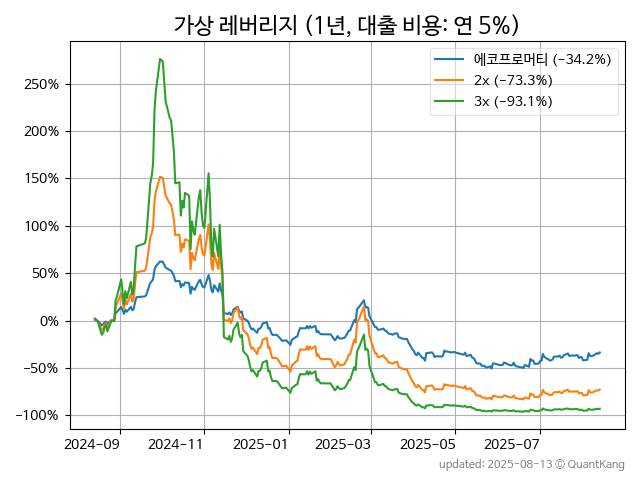 가상 레버리지 (1년, 대출 비용: 연 5%)
에코프로머티 (−34.2%)
2x (−73.3%)
3x (−93.1%)
250%
200%
150%
100%
50%
0%
−50%
−100%
2024-09
2024-11
2025-01
2025-03
2025-05
2025-07
updated: 2025-08-13 © QuantKang